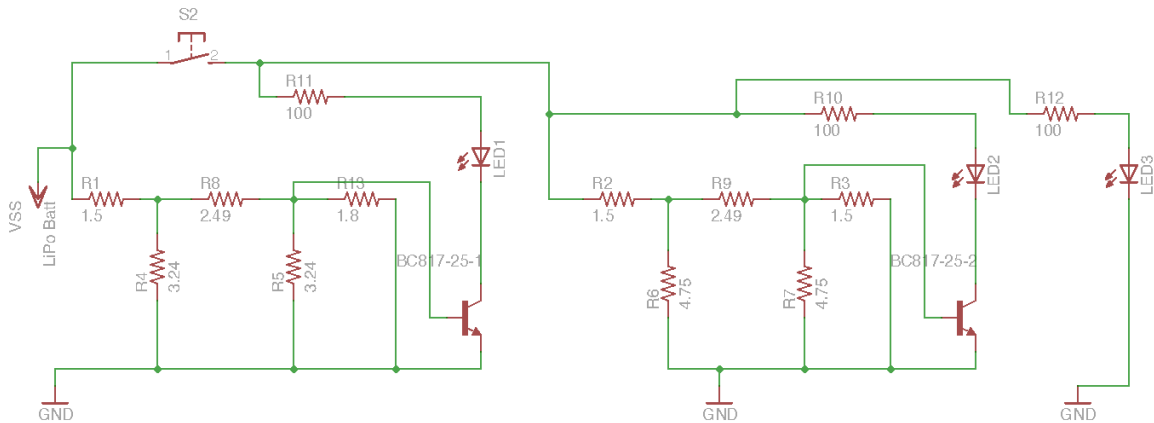 S2
1 2
R11
100
LED1
R10
100
R12
100
LED2
LED3
VSS
LiPo Batt
R1
1.5
R8
2.49
R13
1.8
R4
3.24
R5
3.24
BC817-25-1
R2
1.5
R9
2.49
R3
1.5
R6
4.75
R7
4.75
BC817-25-2
GND
GND
GND